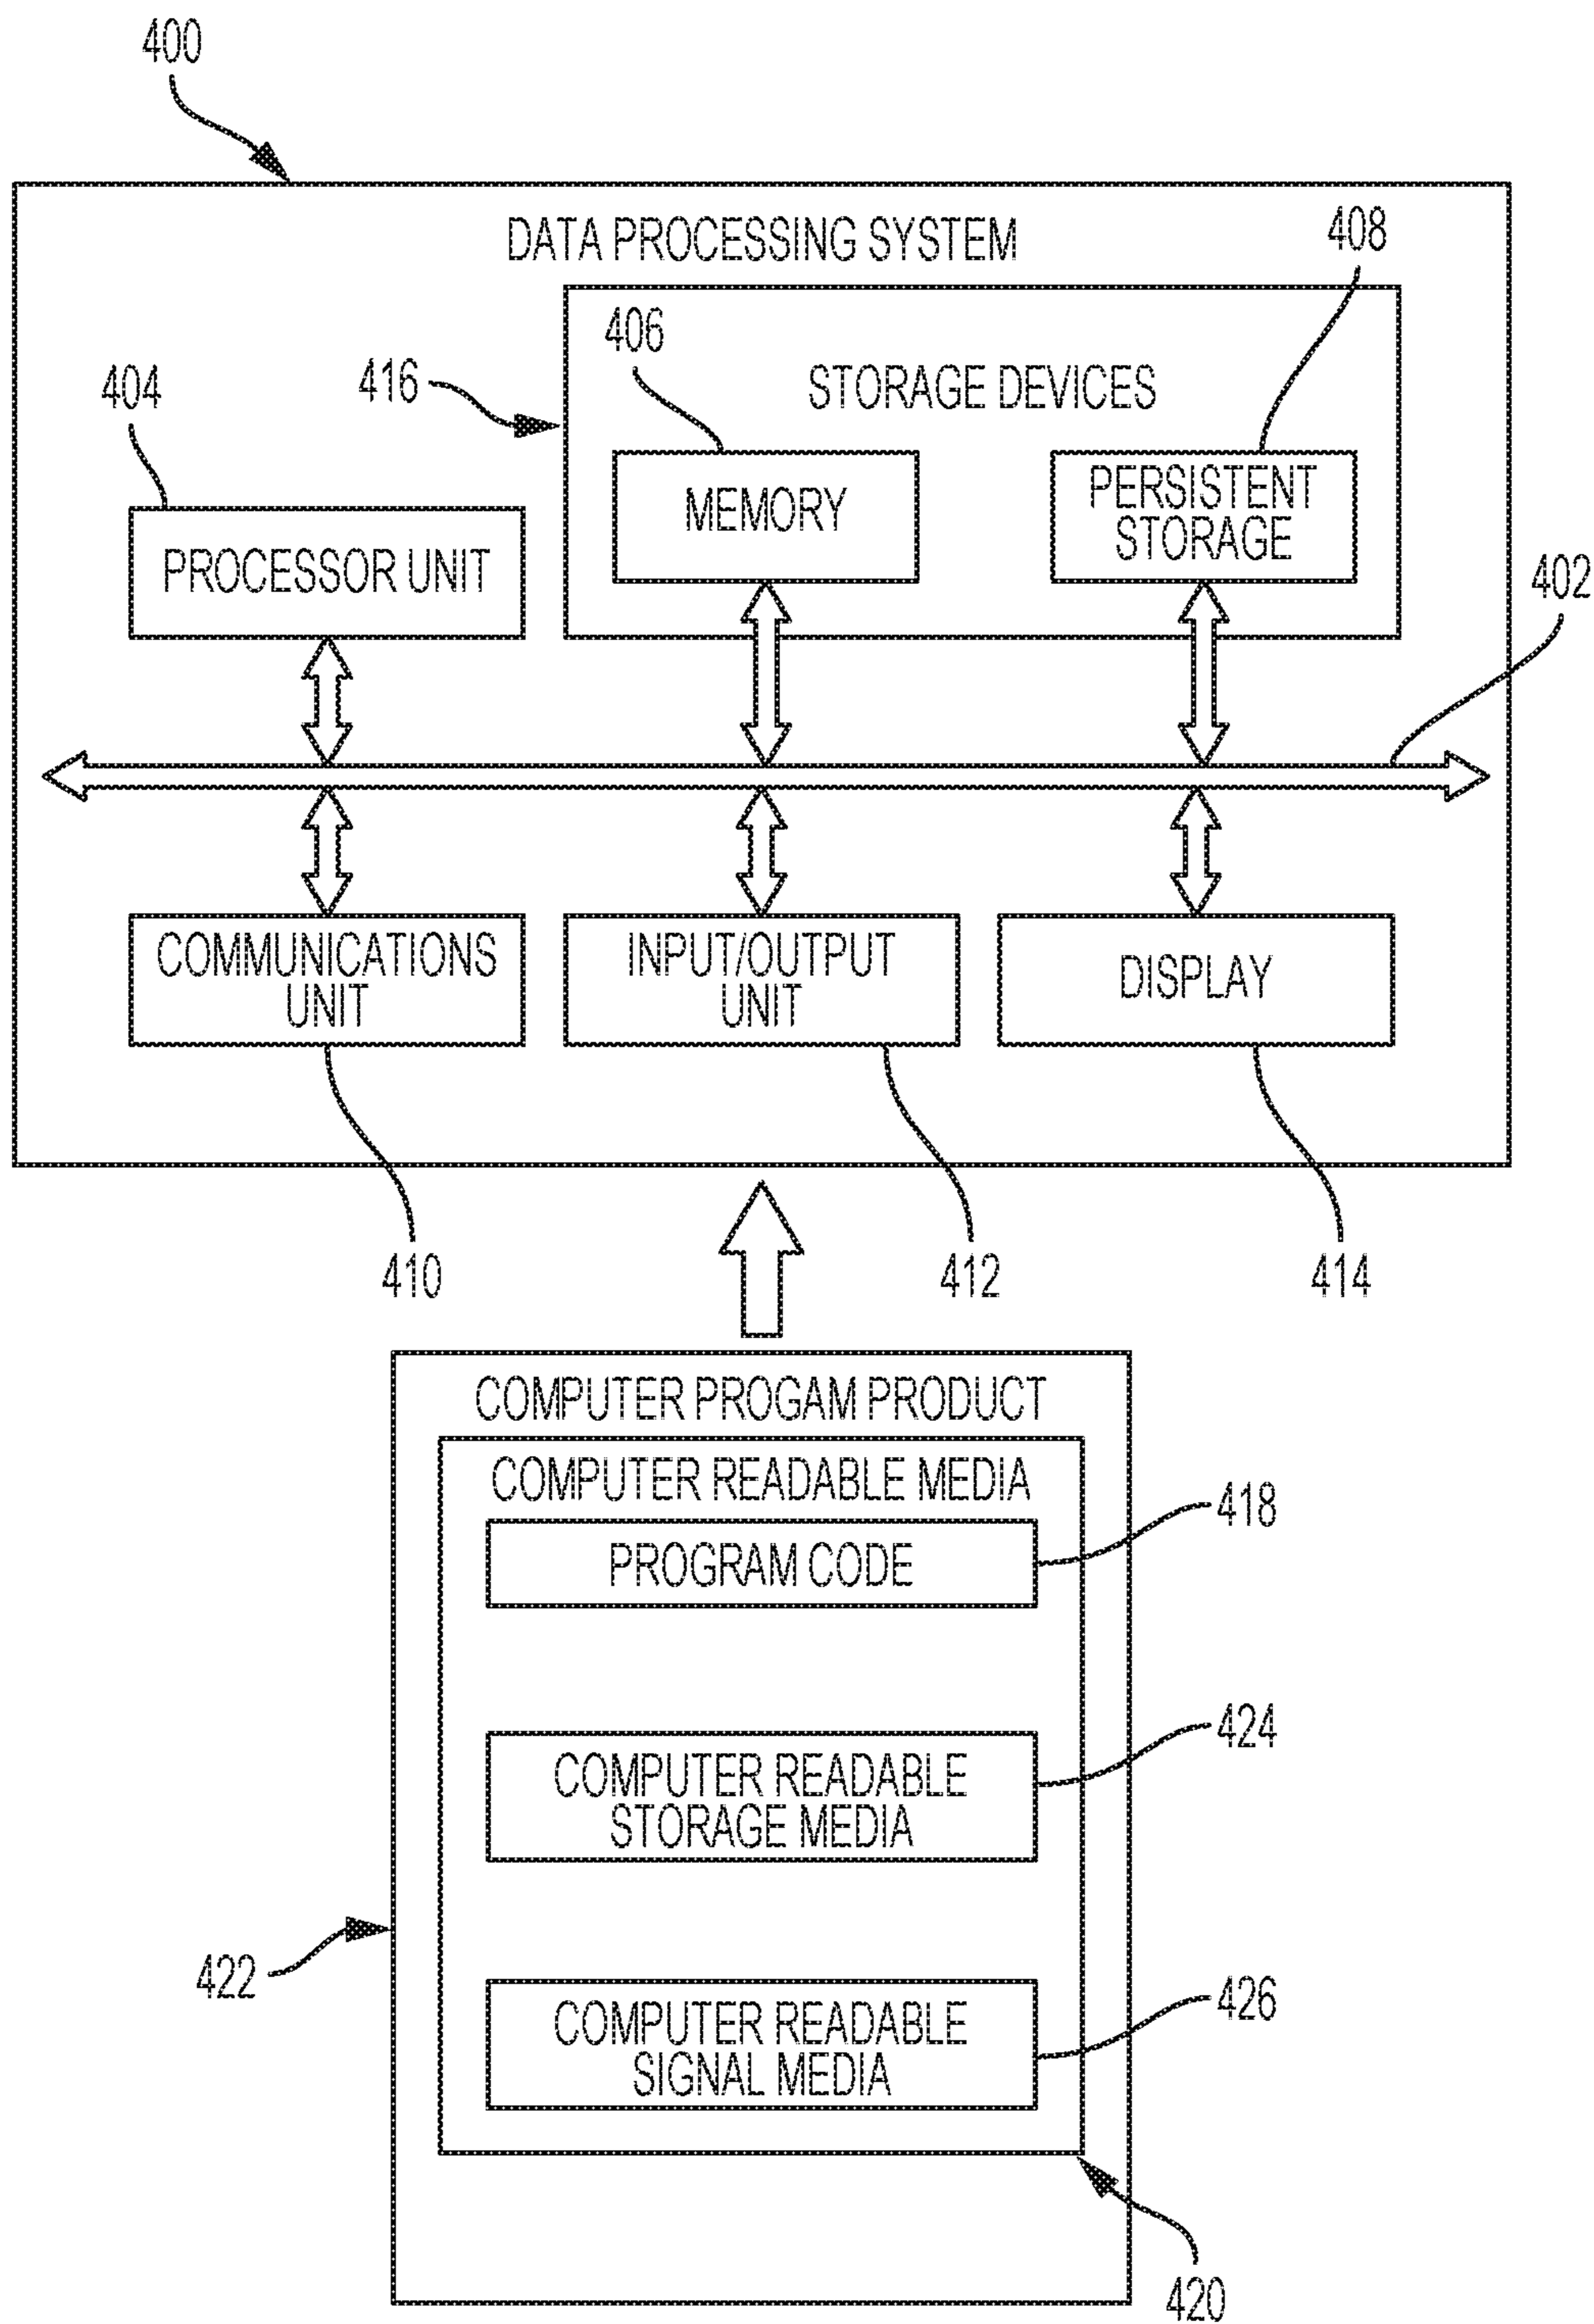 400
DATA PROCESSING SYSTEM
408
406
416
STORAGE DEVICES
404
MEMORY
PERSISTENT
STORAGE
PROCESSOR UNIT
402
COMMUNICATIONS
UNIT
INPUT/OUTPUT
UNIT
DISPLAY
410
412
414
COMPUTER PROGAM PRODUCT
COMPUTER READABLE MEDIA
418
PROGRAM CODE
424
COMPUTER READABLE
STORAGE MEDIA
422
426
COMPUTER READABLE
SIGNAL MEDIA
420